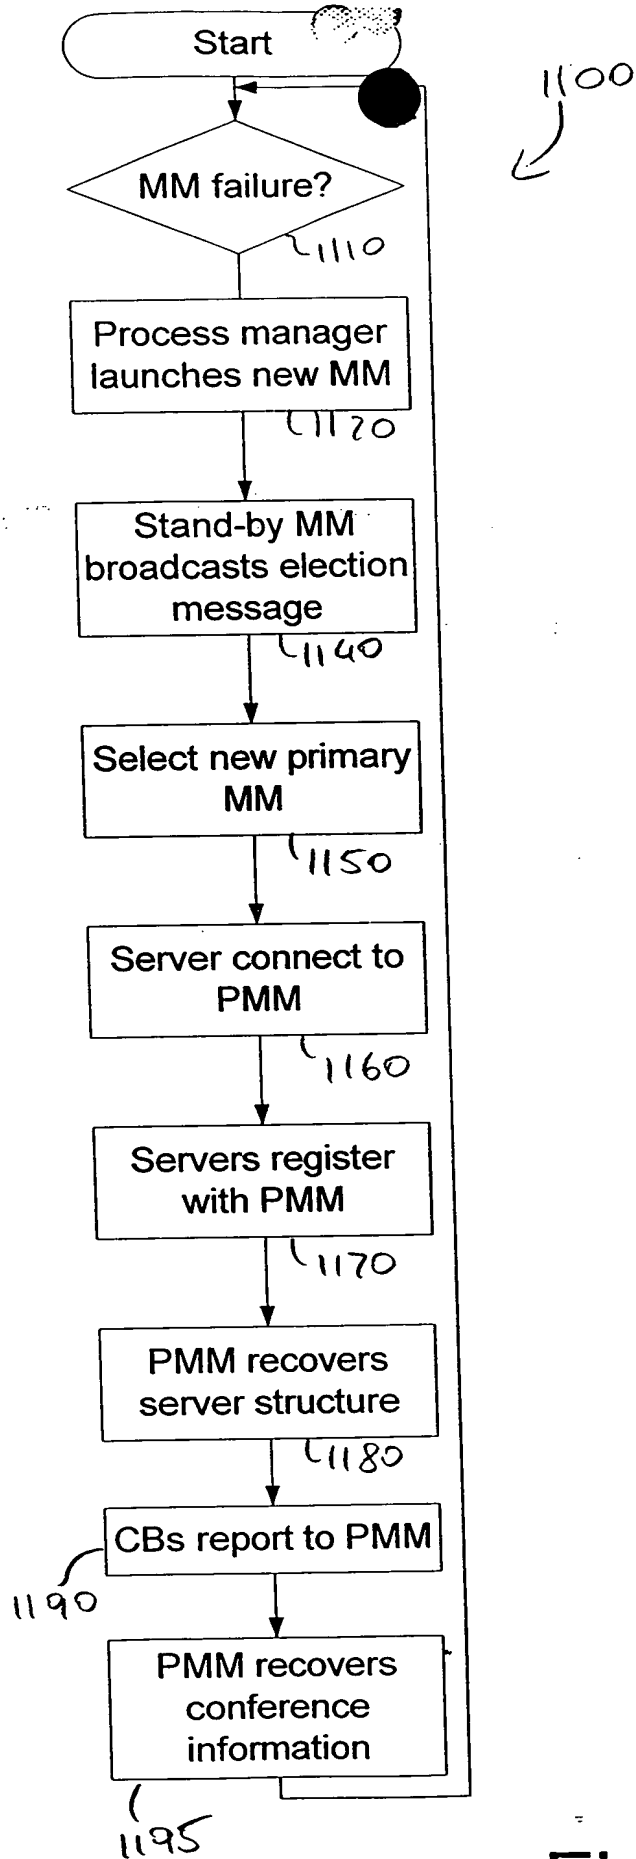 Start
1100
MM failure?
1110
Process manager
launches new MM
1120
Stand-by MM
broadcasts election
message
1140
Select new primary
MM
1150
Server connect to
PMM
1160
Servers register
with PMM
1170
PMM recovers
server structure
1180
CBs report to PMM
1190
PMM recovers
conference
information
1195